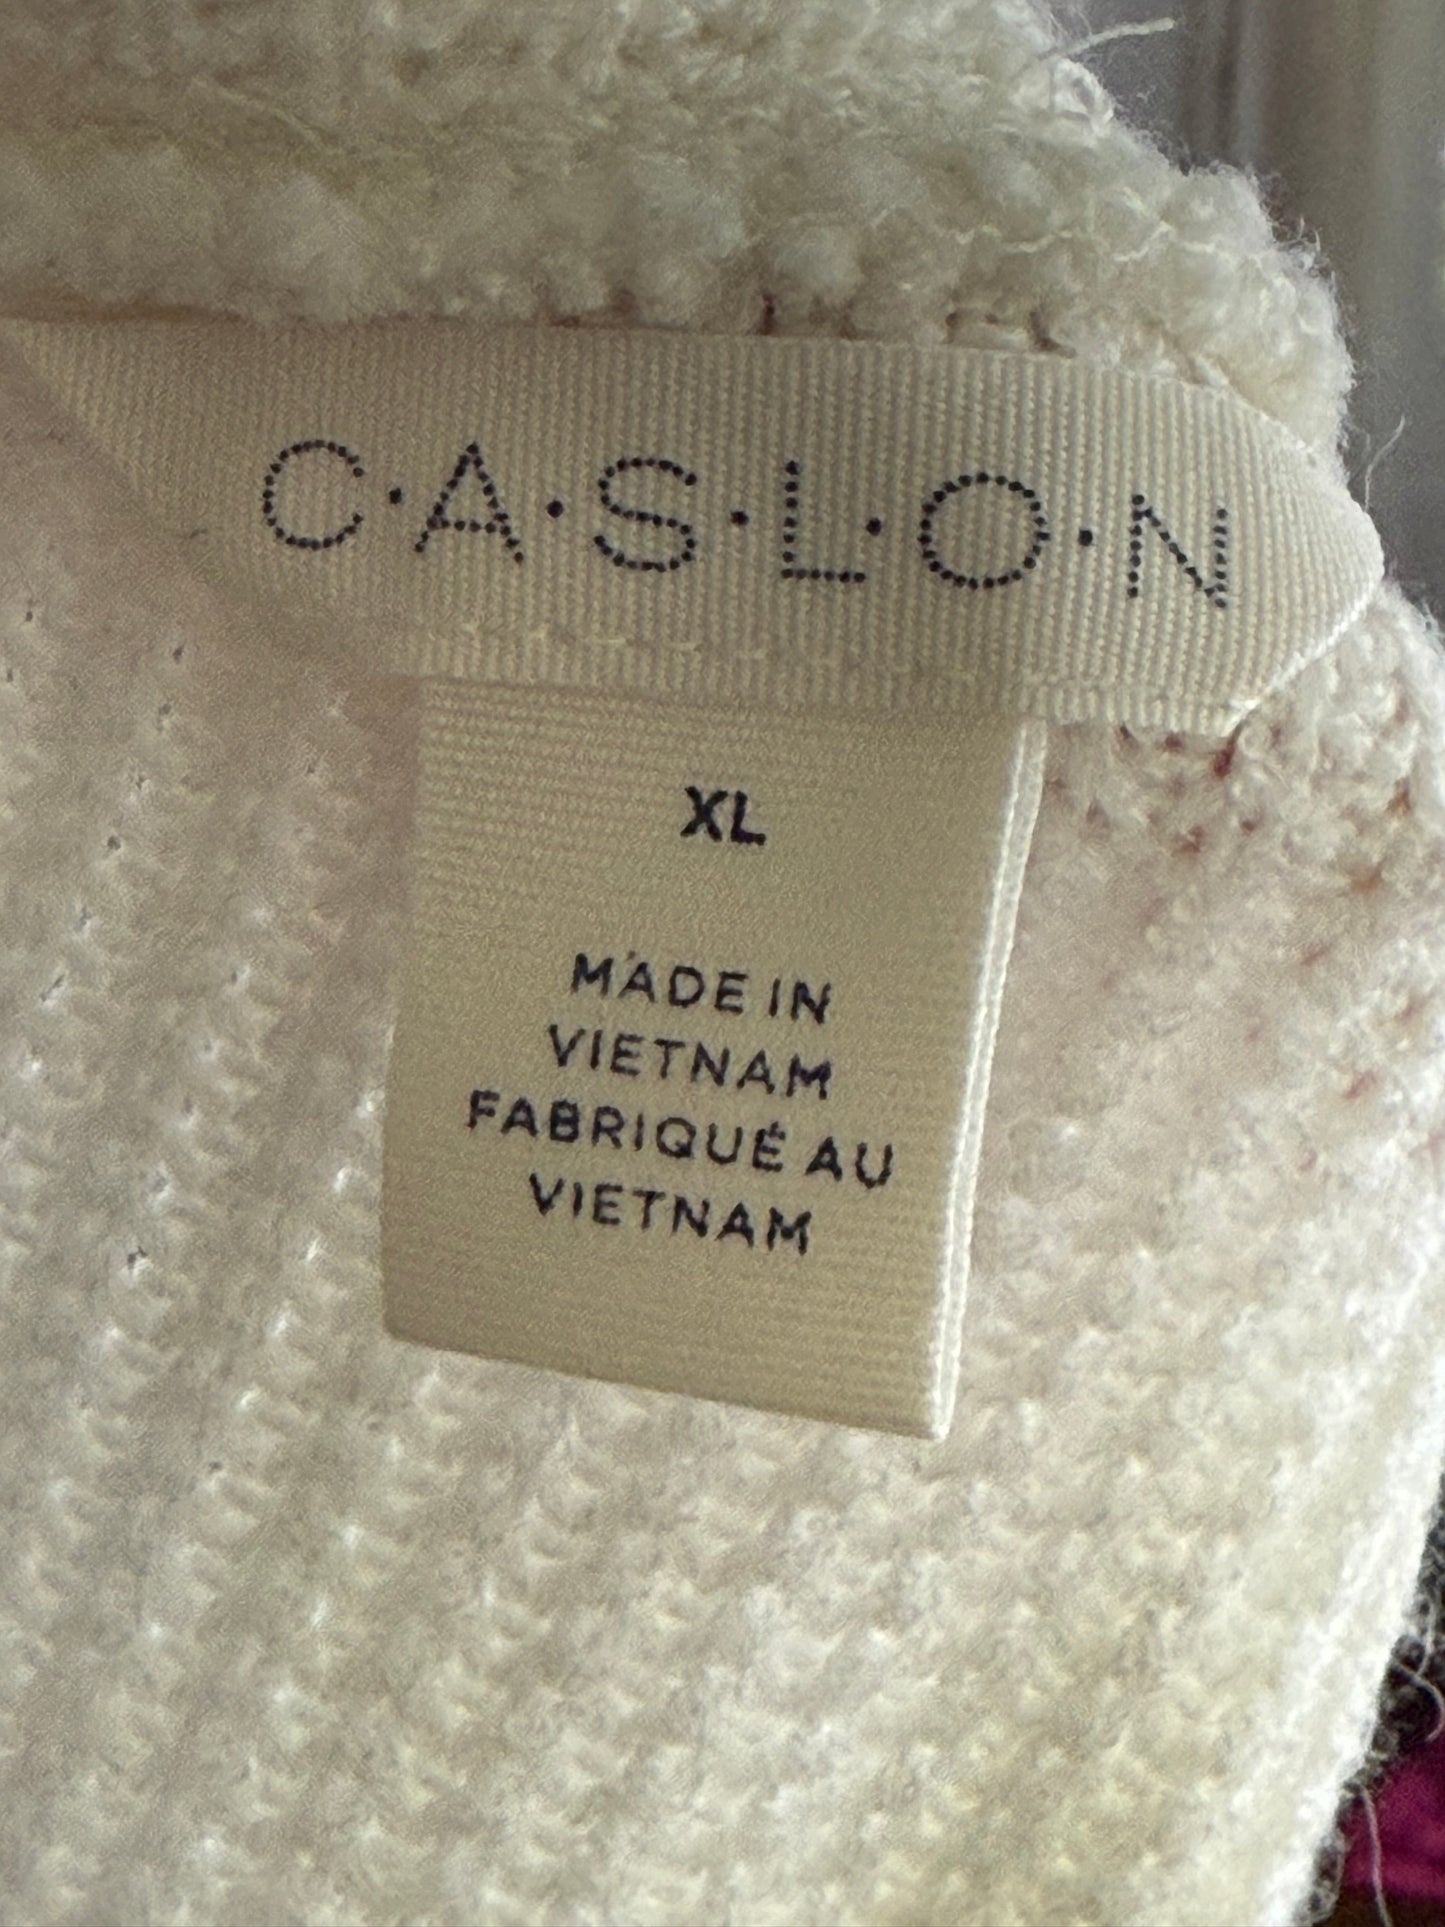 C·A·S·L·O·N
XL
MADE IN
VIETNAM
FABRIQUÉ AU
VIETNAM